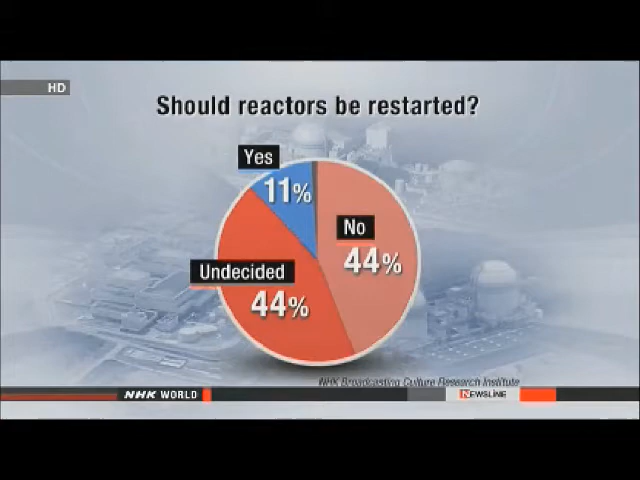 HD
Should reactors be restarted?
Yes
11%
No
44%
Undecided
44%
NHK Broadcasting Culture Research Institute
NHK WORLD
NEWSLINE